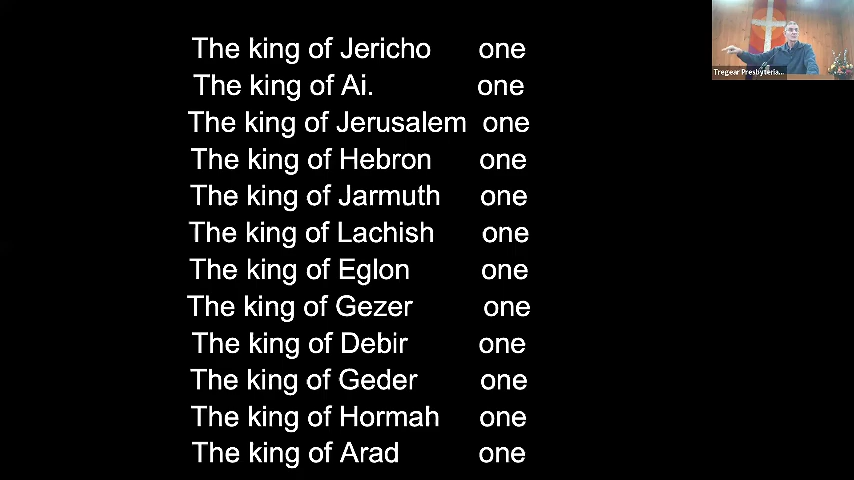 The king of Jericho one
The king of Ai. one
The king of Jerusalem one
The king of Hebron one
The king of Jarmuth one
The king of Lachish one
The king of Eglon one
The king of Gezer one
The king of Debir one
The king of Geder one
The king of Hormah one
The king of Arad one
Tregear Presbyteria...